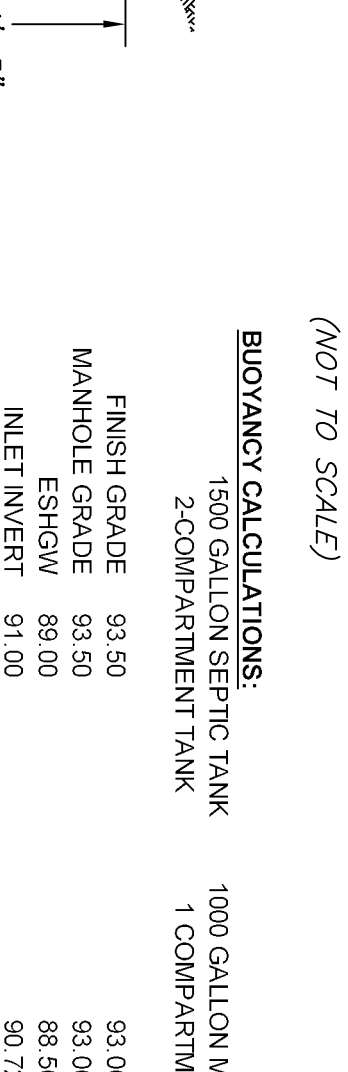 (NOT TO SCALE)
BUOYANCY CALCULATIONS:
1500 GALLON SEPTIC TANK 1000 GALLON
2-COMPARTMENT TANK 1
FINISH GRADE 93.50
MANHOLE GRADE 93.50
ESHGW 89.00
INLET INVERT 91.00